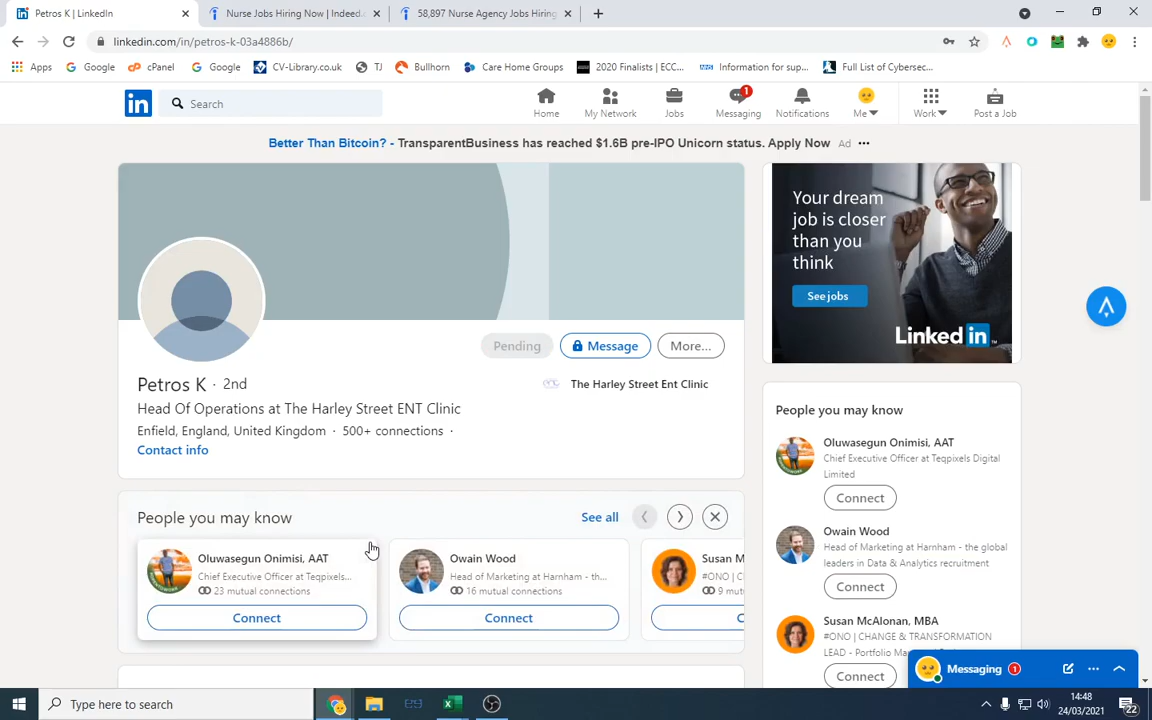 Petros K | LinkedIn
Nurse Jobs Hiring Now | Indeed.
58,897 Nurse Agency Jobs Hiring
linkedin.com/in/petros-k-03a4886b/
Apps Google cPanel Google CV-Library.co.uk TJ Bullhorn Care Home Groups 2020 Finalists | ECC... Information for sup... Full List of Cybersec...
in Search
Home My Network Jobs Messaging 1 Notifications Me Work Post a Job
Better Than Bitcoin? - TransparentBusiness has reached $1.6B pre-IPO Unicorn status. Apply Now Ad
Pending Message More...
Petros K · 2nd
The Harley Street Ent Clinic
Head Of Operations at The Harley Street ENT Clinic
Enfield, England, United Kingdom · 500+ connections ·
Contact info
People you may know See all
Oluwasegun Onimisi, AAT
Chief Executive Officer at Teqpixels...
23 mutual connections
Connect
Owain Wood
Head of Marketing at Harnham - th...
16 mutual connections
Connect
Susan M
#ONO | C
9 mut
C
Your dream
job is closer
than you
think
See jobs
LinkedIn
People you may know
Oluwasegun Onimisi, AAT
Chief Executive Officer at Teqpixels Digital
Limited
Connect
Owain Wood
Head of Marketing at Harnham - the global
leaders in Data & Analytics recruitment
Connect
Susan McAlonan, MBA
#ONO | CHANGE & TRANSFORMATION
LEAD - Portfolio
Connect
Messaging 1
Type here to search
14:48
24/03/2021
22